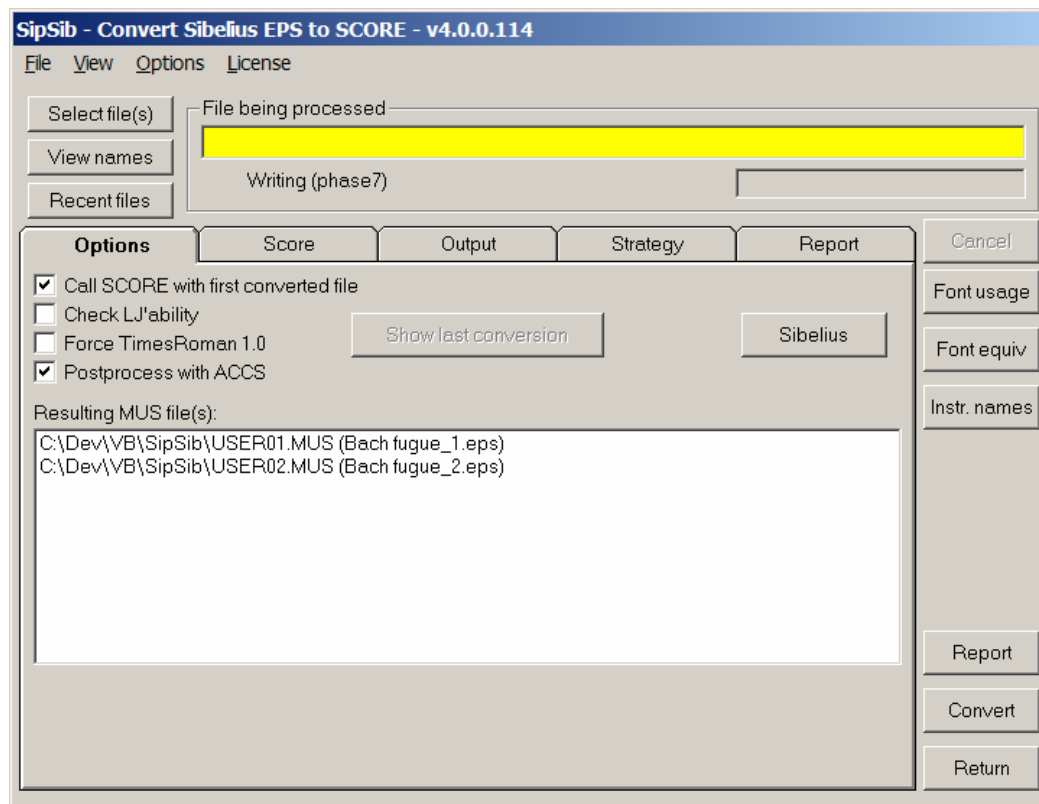 SipSib - Convert Sibelius EPS to SCORE - v4.0.0.114
File View Options License
Select file(s)
File being processed
View names
Writing (phase7)
Recent files
Options Score Output Strategy Report
Cancel
Call SCORE with first converted file
Font usage
Check LJ'ability
Show last conversion
Sibelius
Force TimesRoman 1.0
Font equiv
Postprocess with ACCS
Resulting MUS file(s):
Instr. names
C:\Dev\VB\SipSib\USER01.MUS (Bach fugue_1.eps)
C:\Dev\VB\SipSib\USER02.MUS (Bach fugue_2.eps)
Report
Convert
Return